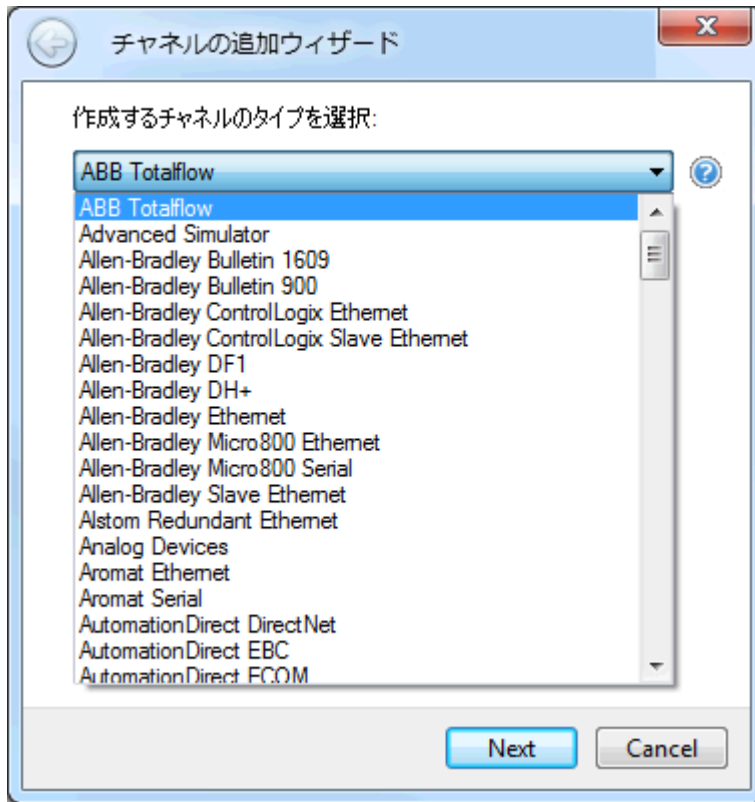 チャネルの追加ウィザード
作成するチャネルのタイプを選択:
ABB Totalflow
ABB Totalflow
Advanced Simulator
Allen-Bradley Bulletin 1609
Allen-Bradley Bulletin 900
Allen-Bradley ControlLogix Ethernet
Allen-Bradley ControlLogix Slave Ethernet
Allen-Bradley DF1
Allen-Bradley DH+
Allen-Bradley Ethernet
Allen-Bradley Micro800 Ethernet
Allen-Bradley Micro800 Serial
Allen-Bradley Slave Ethernet
Alstom Redundant Ethernet
Analog Devices
Aromat Ethernet
Aromat Serial
AutomationDirect DirectNet
AutomationDirect EBC
AutomationDirect ECOM
Next Cancel